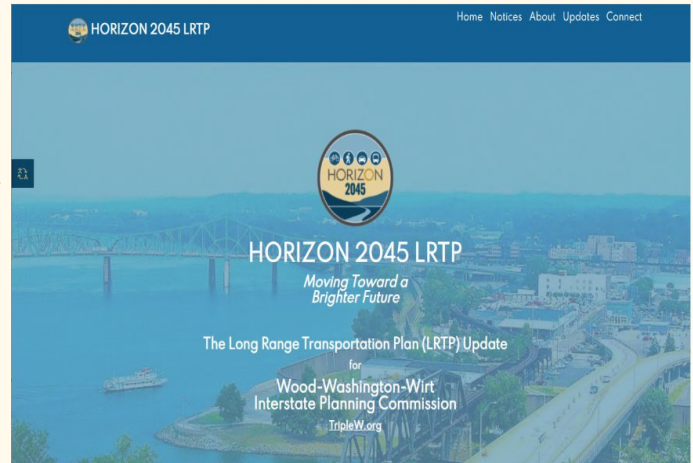 HORIZON 2045 LRTP
Home Notices About Updates Connect
HORIZON
2045
HORIZON 2045 LRTP
Moving Toward a
Brighter Future
The Long Range Transportation Plan (LRTP) Update
for
Wood-Washington-Wirt
Interstate Planning Commission
TripleW.org